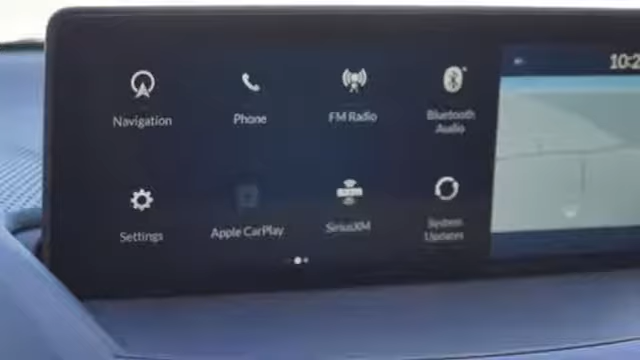 Navigation
Phone
FM Radio
Bluetooth
Audio
Settings
Apple CarPlay
SiriusXM
System
Updates
10:2